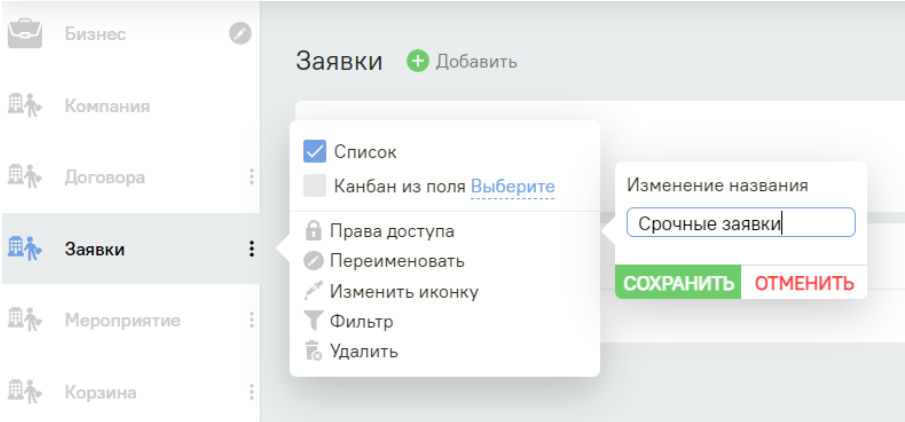 Бизнес
Компания
Договора
Заявки
Мероприятие
Корзина
Заявки Добавить
Список
Канбан из поля Выберите
Права доступа
Переименовать
Изменить иконку
Фильтр
Удалить
Изменение названия
Срочные заявки
СОХРАНИТЬ ОТМЕНИТЬ